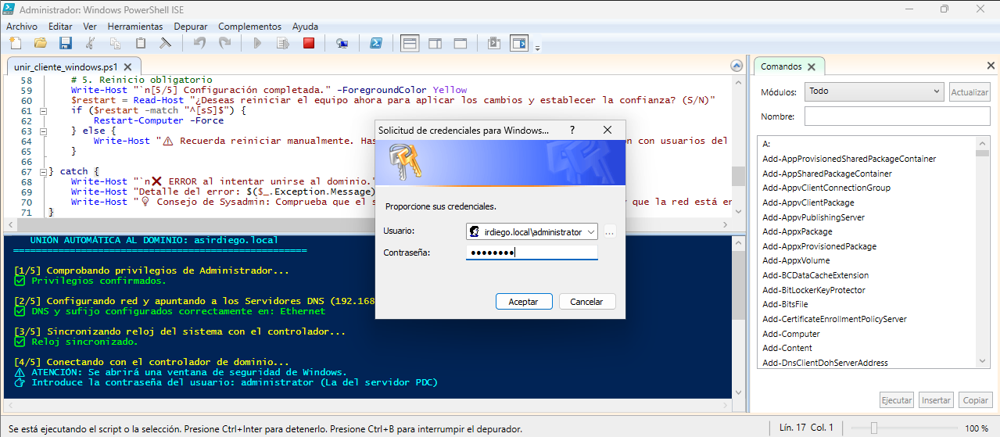 Administrador: Windows PowerShell ISE
Archivo Editar Ver Herramientas Depurar Complementos Ayuda
unir_cliente_windows.ps1
58 # 5. Reinicio obligatorio
59 Write-Host "`n[5/5] Configuración completada." -ForegroundColor Yellow
60 $restart = Read-Host "¿Deseas reiniciar el equipo ahora para aplicar los cambios y establecer la confianza? (S/N)"
61 if ($restart -match "^[sS]$") {
62 Restart-Computer -Force
63 } else {
64 Write-Host "⚠ Recuerda reiniciar manualmente. Has con usuarios del
65 }
66
67 } catch {
68 Write-Host "`n❌ ERROR al intentar unirse al dominio."
69 Write-Host "Detalle del error: $($_.Exception.Message)
70 Write-Host "💡 Consejo de Sysadmin: Comprueba que el s y que la red está en
71 }
UNIÓN AUTOMÁTICA AL DOMINIO: asirdiego.local
====================================================
[1/5] Comprobando privilegios de Administrador...
✅ Privilegios confirmados.
[2/5] Configurando red y apuntando a los Servidores DNS (192.168
✅ DNS y sufijo configurados correctamente en: Ethernet
[3/5] Sincronizando reloj del sistema con el controlador...
✅ Reloj sincronizado.
[4/5] Conectando con el controlador de dominio...
⚠ ATENCIÓN: Se abrirá una ventana de seguridad de Windows.
👉 Introduce la contraseña del usuario: administrator (La del servidor PDC)
Solicitud de credenciales para Windows... ?
Proporcione sus credenciales.
Usuario: irdiego.local\administrator ...
Contraseña: ●●●●●●●●
Aceptar Cancelar
Comandos
Módulos: Todo Actualizar
Nombre:
A:
Add-AppProvisionedSharedPackageContainer
Add-AppSharedPackageContainer
Add-AppvClientConnectionGroup
Add-AppvClientPackage
Add-AppvPublishingServer
Add-AppxPackage
Add-AppxProvisionedPackage
Add-AppxVolume
Add-BCDataCacheExtension
Add-BitLockerKeyProtector
Add-BitsFile
Add-CertificateEnrollmentPolicyServer
Add-Computer
Add-Content
Add-DnsClientDohServerAddress
Ejecutar Insertar Copiar
Se está ejecutando el script o la selección. Presione Ctrl+Inter para detenerlo. Presione Ctrl+B para interrumpir el depurador.
Lín. 17 Col. 1 100 %